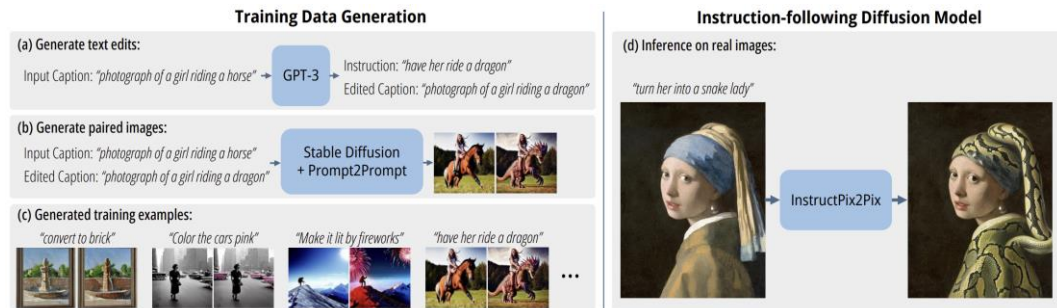 Training Data Generation
(a) Generate text edits:
Input Caption: "photograph of a girl riding a horse"
GPT-3
Instruction: "have her ride a dragon"
Edited Caption: "photograph of a girl riding a dragon"
(b) Generate paired images:
Input Caption: "photograph of a girl riding a horse"
Edited Caption: "photograph of a girl riding a dragon"
Stable Diffusion
+ Prompt2Prompt
(c) Generated training examples:
"convert to brick"
"Color the cars pink"
"Make it lit by fireworks"
"have her ride a dragon"
...
Instruction-following Diffusion Model
(d) Inference on real images:
"turn her into a snake lady"
InstructPix2Pix